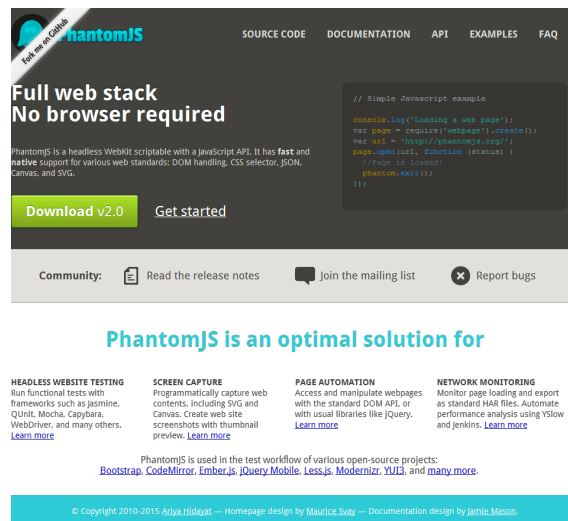 Fork me on GitHub
PhantomJS
SOURCE CODE DOCUMENTATION API EXAMPLES FAQ
Full web stack
No browser required
PhantomJS is a headless WebKit scriptable with a JavaScript API. It has fast and
native support for various web standards: DOM handling, CSS selector, JSON,
Canvas, and SVG.
Download v2.0 Get started
// Simple Javascript example
console.log('Loading a web page');
var page = require('webpage').create();
var url = 'http://phantomjs.org/';
page.open(url, function (status) {
//Page is loaded!
phantom.exit();
});
Community: Read the release notes Join the mailing list Report bugs
PhantomJS is an optimal solution for
HEADLESS WEBSITE TESTING
Run functional tests with
frameworks such as Jasmine,
QUnit, Mocha, Capybara,
WebDriver, and many others.
Learn more
SCREEN CAPTURE
Programmatically capture web
contents, including SVG and
Canvas. Create web site
screenshots with thumbnail
preview. Learn more
PAGE AUTOMATION
Access and manipulate webpages
with the standard DOM API, or
with usual libraries like jQuery.
Learn more
NETWORK MONITORING
Monitor page loading and export
as standard HAR files. Automate
performance analysis using YSlow
and Jenkins. Learn more
PhantomJS is used in the test workflow of various open-source projects:
Bootstrap, CodeMirror, Ember.js, jQuery Mobile, Less.js, Modernizr, YUI3, and many more.
© Copyright 2010-2015 Ariya Hidayat — Homepage design by Maurice Svay — Documentation design by Jamie Mason.